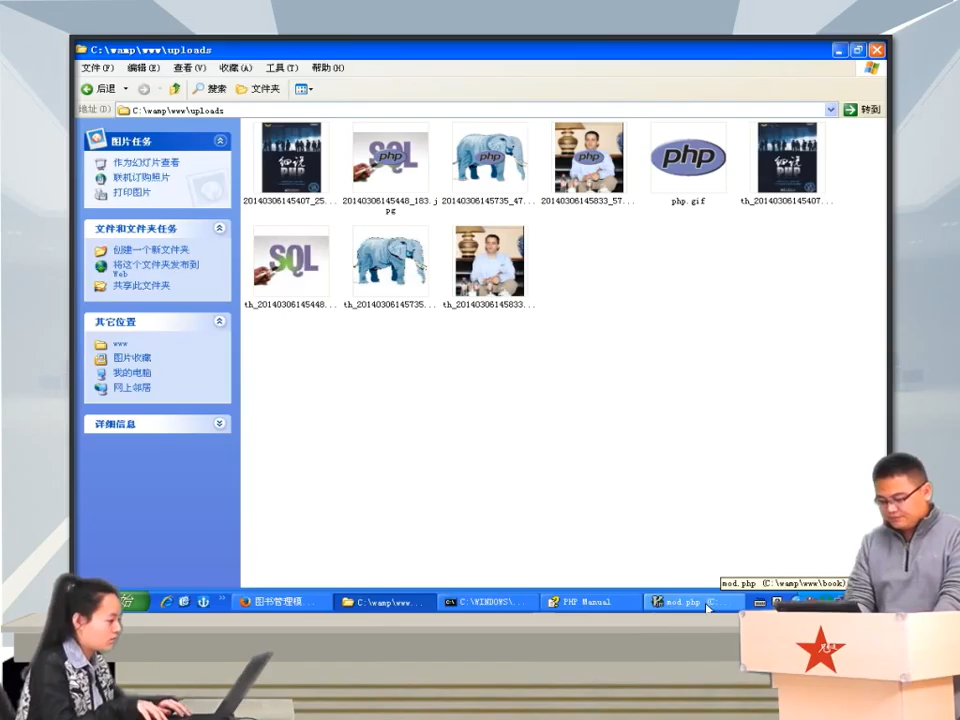 C:\wamp\www\uploads
文件(F) 编辑(E) 查看(V) 收藏(A) 工具(T) 帮助(H)
后退 搜索 文件夹
地址(D) C:\wamp\www\uploads 转到
图片任务
作为幻灯片查看
联机订购照片
打印图片
文件和文件夹任务
创建一个新文件夹
将这个文件夹发布到
Web
共享此文件夹
其它位置
www
图片收藏
我的电脑
网上邻居
详细信息
细说
PHP
SQL
php
php
php
php
细说
PHP
20140306145407_25... 20140306145448_183.j
pg
20140306145735_47... 20140306145833_57... php.gif th_20140306145407...
SQL
th_20140306145448... th_20140306145735... th_20140306145833...
mod.php (C:\wamp\www\book)
图书管理模... C:\wamp\www... C:\WINDOWS\... PHP Manual mod.php (C:...